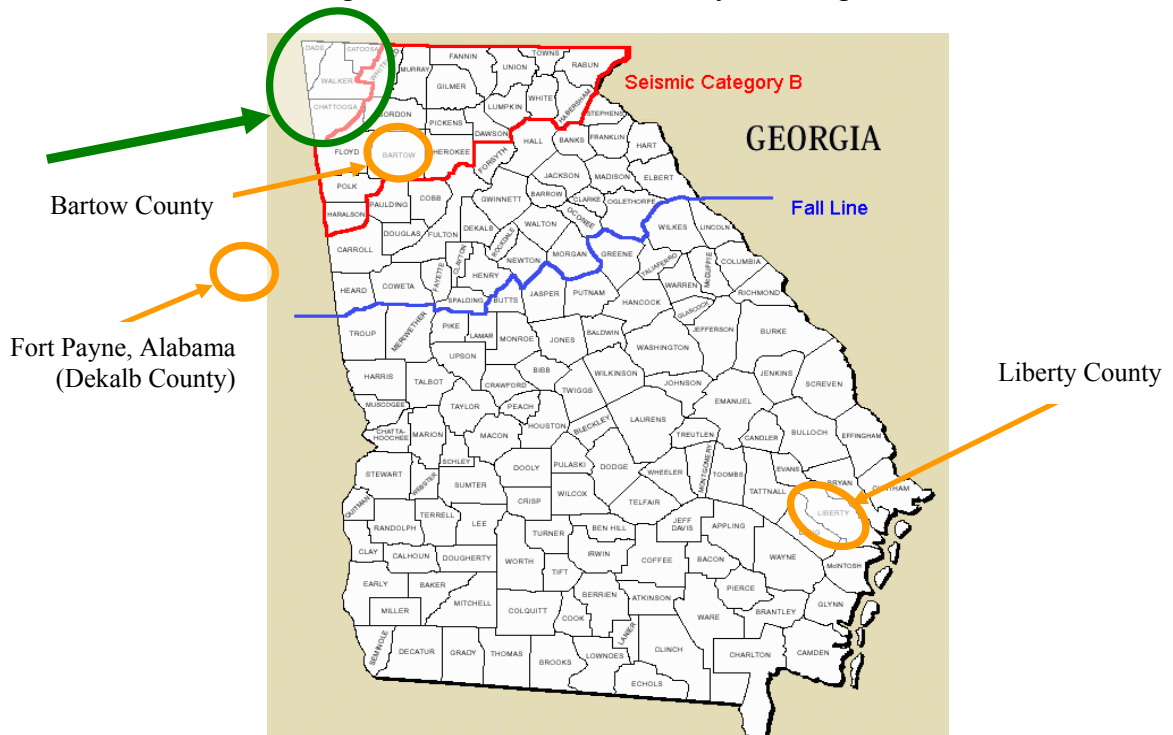 DADE CATOOSA WHITFIELD FANNIN TOWNS RABUN
WALKER MURRAY GILMER UNION
Seismic Category B
CHATTOOGA GORDON LUMPKIN WHITE HABERSHAM STEPHENS
PICKENS DAWSON
GEORGIA
FLOYD BARTOW CHEROKEE FORSYTH HALL BANKS FRANKLIN HART
POLK JACKSON MADISON ELBERT
Bartow County
HARALSON PAULDING COBB GWINNETT BARROW CLARKE OGLETHORPE
Fall Line
DOUGLAS FULTON DEKALB ROCKDALE WALTON OCONEE WILKES LINCOLN
CARROLL CLAYTON NEWTON MORGAN GREENE TALIAFERRO McDUFFIE COLUMBIA
HEARD COWETA FAYETTE HENRY WARREN RICHMOND
SPALDING BUTTS JASPER PUTNAM HANCOCK GLASCOCK
TROUP MERIWETHER PIKE LAMAR MONROE JONES BALDWIN JEFFERSON BURKE
Fort Payne, Alabama
(Dekalb County)
UPSON WASHINGTON
Liberty County
HARRIS TALBOT CRAWFORD BIBB TWIGGS WILKINSON JOHNSON JENKINS SCREVEN
MUSCOGEE TAYLOR PEACH EMANUEL
CHATTA-
HOOCHEE
MARION MACON HOUSTON BLECKLEY LAURENS TREUTLEN CANDLER BULLOCH EFFINGHAM
STEWART WEBSTER SCHLEY DOOLY PULASKI DODGE WHEELER MONTGOMERY TOOMBS EVANS BRYAN CHATHAM
SUMTER CRISP WILCOX TELFAIR TATTNALL LIBERTY
QUITMAN RANDOLPH TERRELL LEE TURNER BEN HILL JEFF
DAVIS
APPLING LONG
CLAY CALHOUN DOUGHERTY WORTH IRWIN COFFEE BACON WAYNE McINTOSH
EARLY BAKER TIFT PIERCE
MILLER MITCHELL COLQUITT COOK BERRIEN ATKINSON WARE BRANTLEY GLYNN
SEMINOLE DECATUR GRADY THOMAS BROOKS LOWNDES LANIER CLINCH CHARLTON CAMDEN
ECHOLS